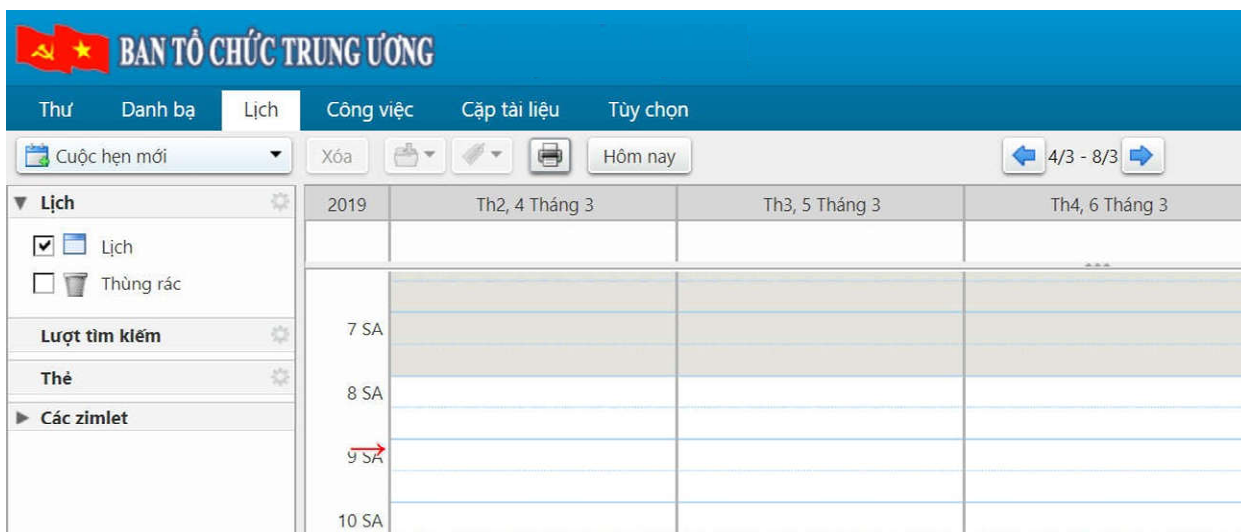 BAN TỔ CHỨC TRUNG ƯƠNG
Thư Danh bạ Lịch Công việc Cặp tài liệu Tùy chọn
Cuộc hẹn mới Xóa Hôm nay 4/3 - 8/3
Lịch 2019 Th2, 4 Tháng 3 Th3, 5 Tháng 3 Th4, 6 Tháng 3
Lịch
Thùng rác
Lượt tìm kiếm 7 SA
Thẻ
8 SA
Các zimlet
9 SA
10 SA